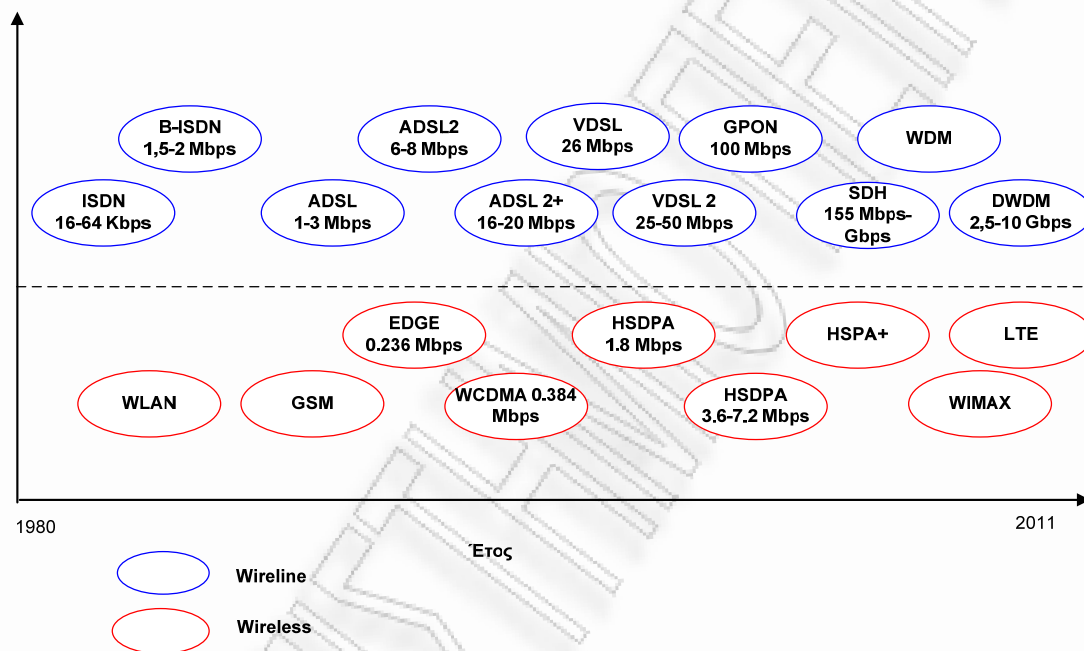 B-ISDN
1,5-2 Mbps
ADSL2
6-8 Mbps
VDSL
26 Mbps
GPON
100 Mbps
WDM
ISDN
16-64 Kbps
ADSL
1-3 Mbps
ADSL 2+
16-20 Mbps
VDSL 2
25-50 Mbps
SDH
155 Mbps-
Gbps
DWDM
2,5-10 Gbps
EDGE
0.236 Mbps
HSDPA
1.8 Mbps
HSPA+
LTE
WLAN
GSM
WCDMA 0.384
Mbps
HSDPA
3.6-7.2 Mbps
WIMAX
1980
2011
Έτος
Wireline
Wireless